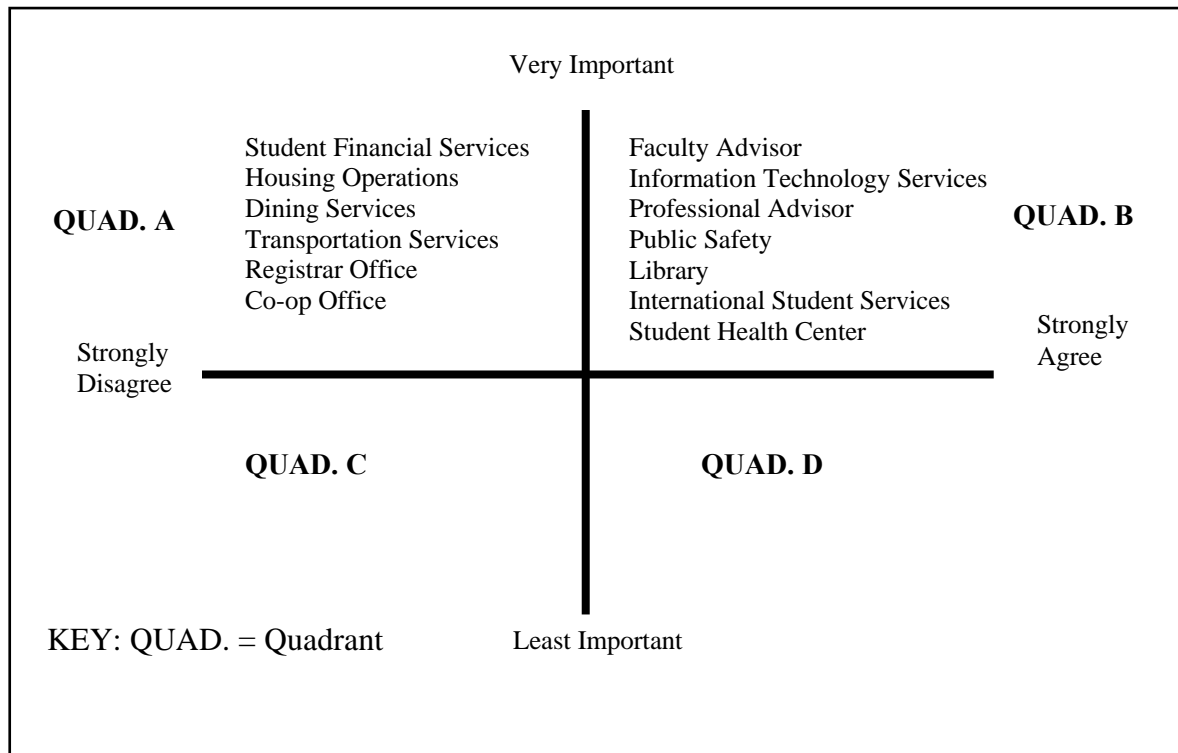 Very Important
Student Financial Services
Housing Operations
Dining Services
Transportation Services
Registrar Office
Co-op Office
QUAD. A
Faculty Advisor
Information Technology Services
Professional Advisor
Public Safety
Library
International Student Services
Student Health Center
QUAD. B
Strongly
Disagree
Strongly
Agree
QUAD. C
QUAD. D
KEY: QUAD. = Quadrant
Least Important